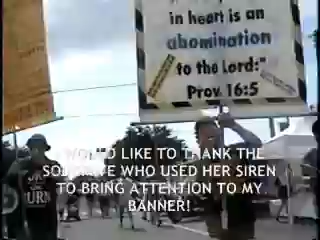 in heart is an
abomination
to the Lord:"
Prov 16:5
I WOULD LIKE TO THANK THE
SODOMITE WHO USED HER SIREN
TO BRING ATTENTION TO MY
BANNER!